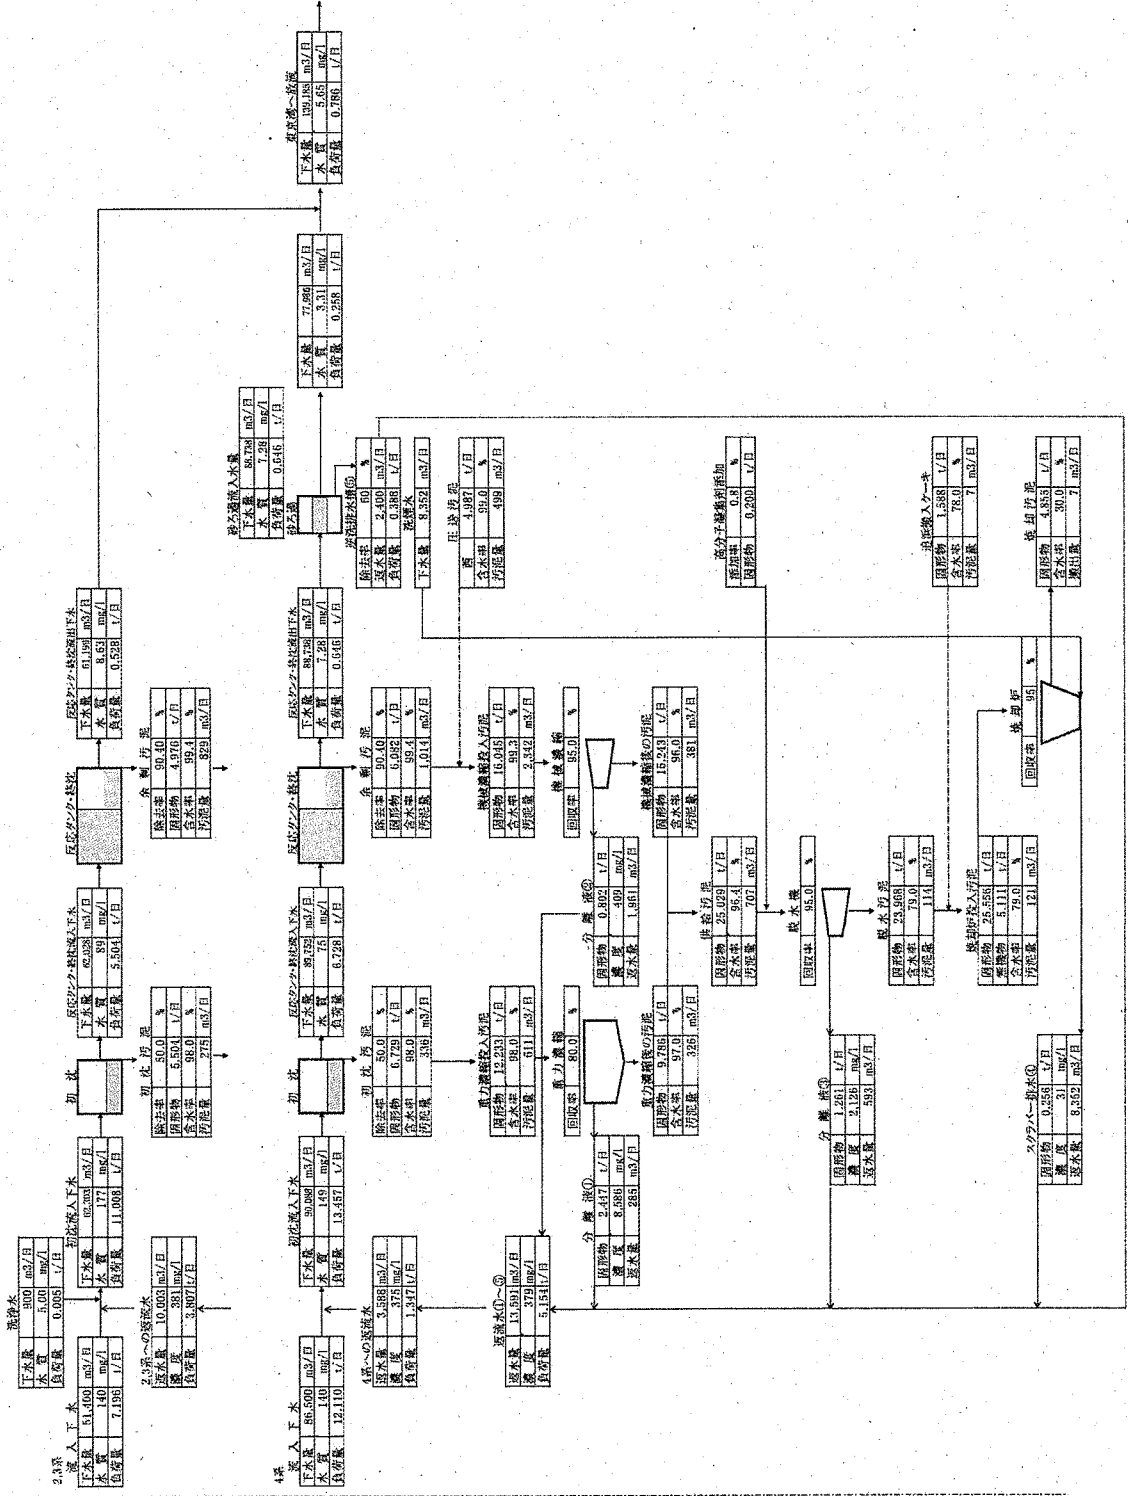 2,3系
流入下水
下水量 51,400 m3/日
水質 140 mg/l
負荷量 7.196 t/日
洗浄水
下水量 900 m3/日
水質 5.00 mg/l
負荷量 0.005 t/日
2,3系への返流水
返水量 10,003 m3/日
濃度 381 mg/l
負荷量 3.807 t/日
初沈流入下水
下水量 62,303 m3/日
水質 177 mg/l
負荷量 11.008 t/日
初沈
初沈汚泥
除去率 50.0 %
固形物 5.504 t/日
含水率 98.0 %
汚泥量 275 m3/日
反応タンク・終沈流入下水
下水量 62,028 m3/日
水質 89 mg/l
負荷量 5.504 t/日
反応タンク・終沈
余剰汚泥
除去率 90.40 %
固形物 4.976 t/日
含水率 99.4 %
汚泥量 829 m3/日
反応タンク・終沈流出下水
下水量 61,199 m3/日
水質 8.63 mg/l
負荷量 0.528 t/日
4系
流入下水
下水量 86,500 m3/日
水質 140 mg/l
負荷量 12.110 t/日
4系への返流水
返水量 3,588 m3/日
濃度 375 mg/l
負荷量 1.347 t/日
初沈流入下水
下水量 90,088 m3/日
水質 149 mg/l
負荷量 13.457 t/日
初沈
初沈汚泥
除去率 50.0 %
固形物 6.729 t/日
含水率 98.0 %
汚泥量 336 m3/日
反応タンク・終沈流入下水
下水量 89,752 m3/日
水質 75 mg/l
負荷量 6.728 t/日
反応タンク・終沈
余剰汚泥
除去率 90.40 %
固形物 6.082 t/日
含水率 99.4 %
汚泥量 1,014 m3/日
反応タンク・終沈流出下水
下水量 88,738 m3/日
水質 7.28 mg/l
負荷量 0.646 t/日
砂ろ過流入水量
下水量 88,738 m3/日
水質 7.28 mg/l
負荷量 0.646 t/日
砂ろ過
逆洗排水槽(⑤)
除去率 60 %
返水量 2,400 m3/日
負荷量 0.388 t/日
洗煙水
下水量 8,352 m3/日
下水量 77,986 m3/日
水質 3.31 mg/l
負荷量 0.258 t/日
東京湾へ放流
下水量 139,185 m3/日
水質 5.65 mg/l
負荷量 0.786 t/日
圧送汚泥
西 4.987 t/日
含水率 99.0 %
汚泥量 499 m3/日
返流水①~⑤
返水量 13,591 m3/日
濃度 379 mg/l
負荷量 5.154 t/日
重力濃縮投入汚泥
固形物 12.233 t/日
含水率 98.0 %
汚泥量 611 m3/日
重力濃縮
回収率 80.0 %
分離液①
固形物 2.447 t/日
濃度 8,586 mg/l
返水量 285 m3/日
重力濃縮後の汚泥
固形物 9.786 t/日
含水率 97.0 %
汚泥量 326 m3/日
機械濃縮投入汚泥
固形物 16.045 t/日
含水率 99.3 %
汚泥量 2,342 m3/日
機械濃縮
回収率 95.0 %
分離液②
固形物 0.802 t/日
濃度 409 mg/l
返水量 1,961 m3/日
機械濃縮後の汚泥
固形物 15.243 t/日
含水率 96.0 %
汚泥量 381 m3/日
供給汚泥
固形物 25.029 t/日
含水率 96.4 %
汚泥量 707 m3/日
高分子凝集剤添加
添加率 0.8 %
固形物 0.200 t/日
脱水機
回収率 95.0 %
分離液③
固形物 1.261 t/日
濃度 2,126 mg/l
返水量 593 m3/日
脱水汚泥
固形物 23.968 t/日
含水率 79.0 %
汚泥量 114 m3/日
固形物 1.588 t/日
含水率 78.0 %
汚泥量 7 m3/日
焼却炉投入汚泥
固形物 25.556 t/日
無機物 5.111 t/日
含水率 79.0 %
汚泥量 121 m3/日
焼却炉
回収率 95 %
焼却汚泥
固形物 4.855 t/日
含水率 30.0 %
搬出量 7 m3/日
スクラバー排水④
固形物 0.256 t/日
濃度 31 mg/l
返水量 8,352 m3/日